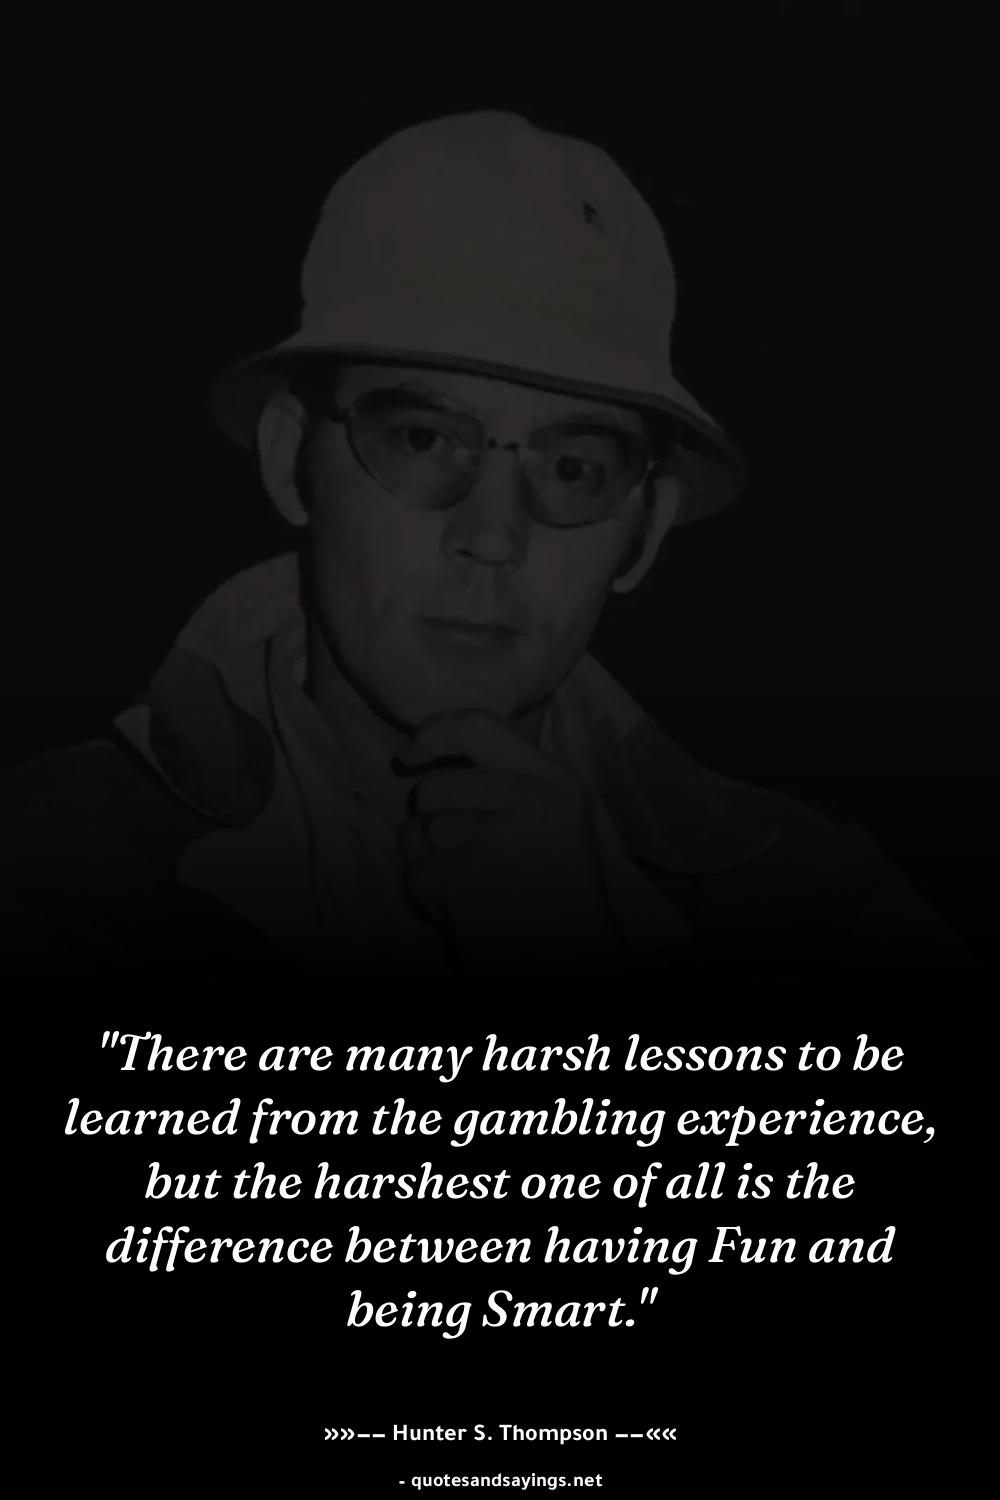 "There are many harsh lessons to be
learned from the gambling experience,
but the harshest one of all is the
difference between having Fun and
being Smart."
»»–– Hunter S. Thompson ––««
- quotesandsayings.net